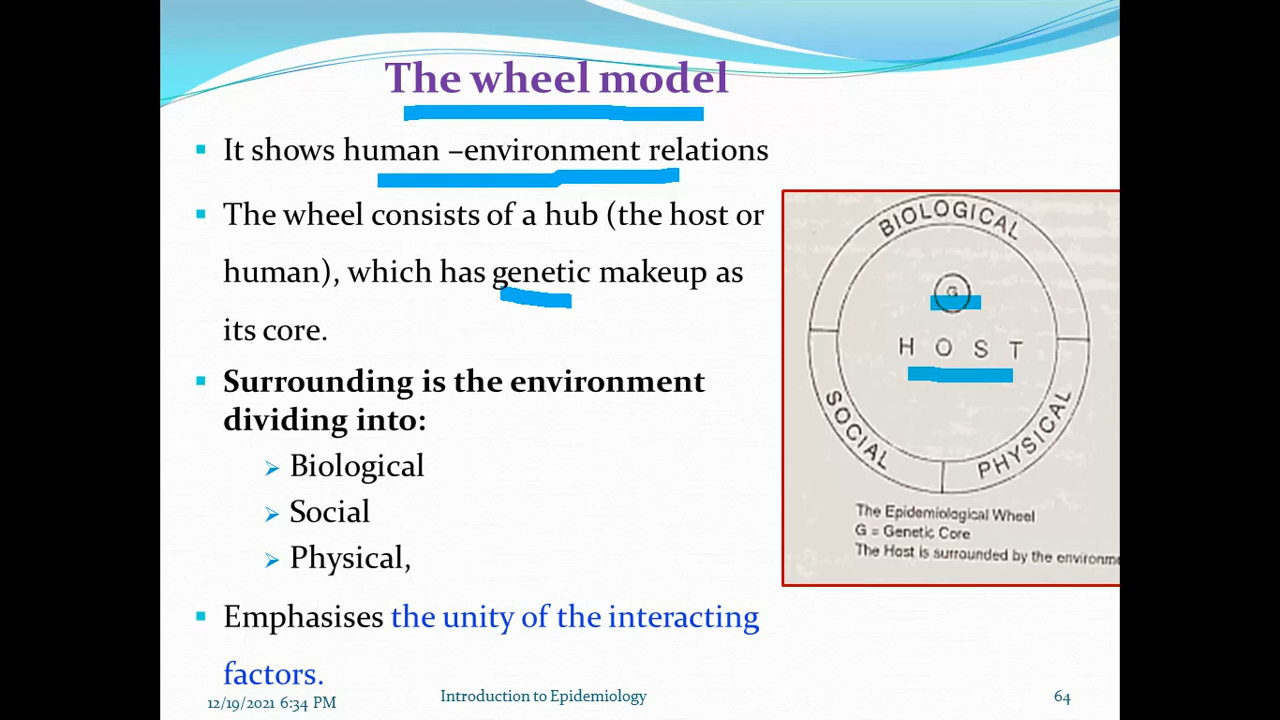 The wheel model
It shows human –environment relations
The wheel consists of a hub (the host or
human), which has genetic makeup as
its core.
Surrounding is the environment
dividing into:
Biological
Social
Physical,
Emphasises the unity of the interacting
factors.
BIOLOGICAL
G
HOST
SOCIAL
PHYSICAL
The Epidemiological Wheel
G = Genetic Core
The Host is surrounded by the environme
12/19/2021 6:34 PM
Introduction to Epidemiology
64